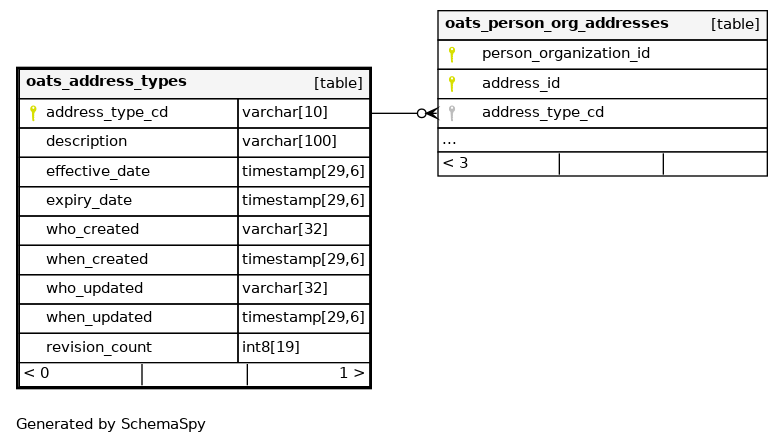 oats_address_types [table]
address_type_cd varchar[10]
description varchar[100]
effective_date timestamp[29,6]
expiry_date timestamp[29,6]
who_created varchar[32]
when_created timestamp[29,6]
who_updated varchar[32]
when_updated timestamp[29,6]
revision_count int8[19]
< 0 1 >
oats_person_org_addresses [table]
person_organization_id
address_id
address_type_cd
...
< 3
Generated by SchemaSpy